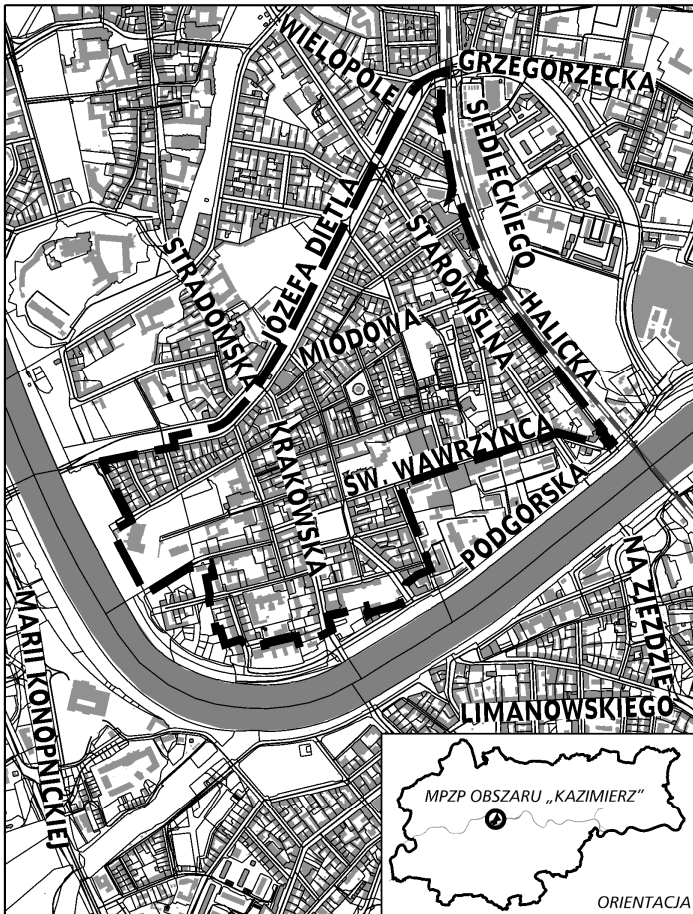 WIELOPOLE
GRZEGÓRZECKA
SIEDLECKIEGO
JÓZEFA DIETLA
STRADOMSKA
STAROWIŚLNA
HALICKA
MIODOWA
KRAKOWSKA
ŚW. WAWRZYŃCA
PODGÓRSKA
NA ZJEŹDZIE
MARII KONOPNICKIEJ
LIMANOWSKIEGO
MPZP OBSZARU „KAZIMIERZ"
ORIENTACJA